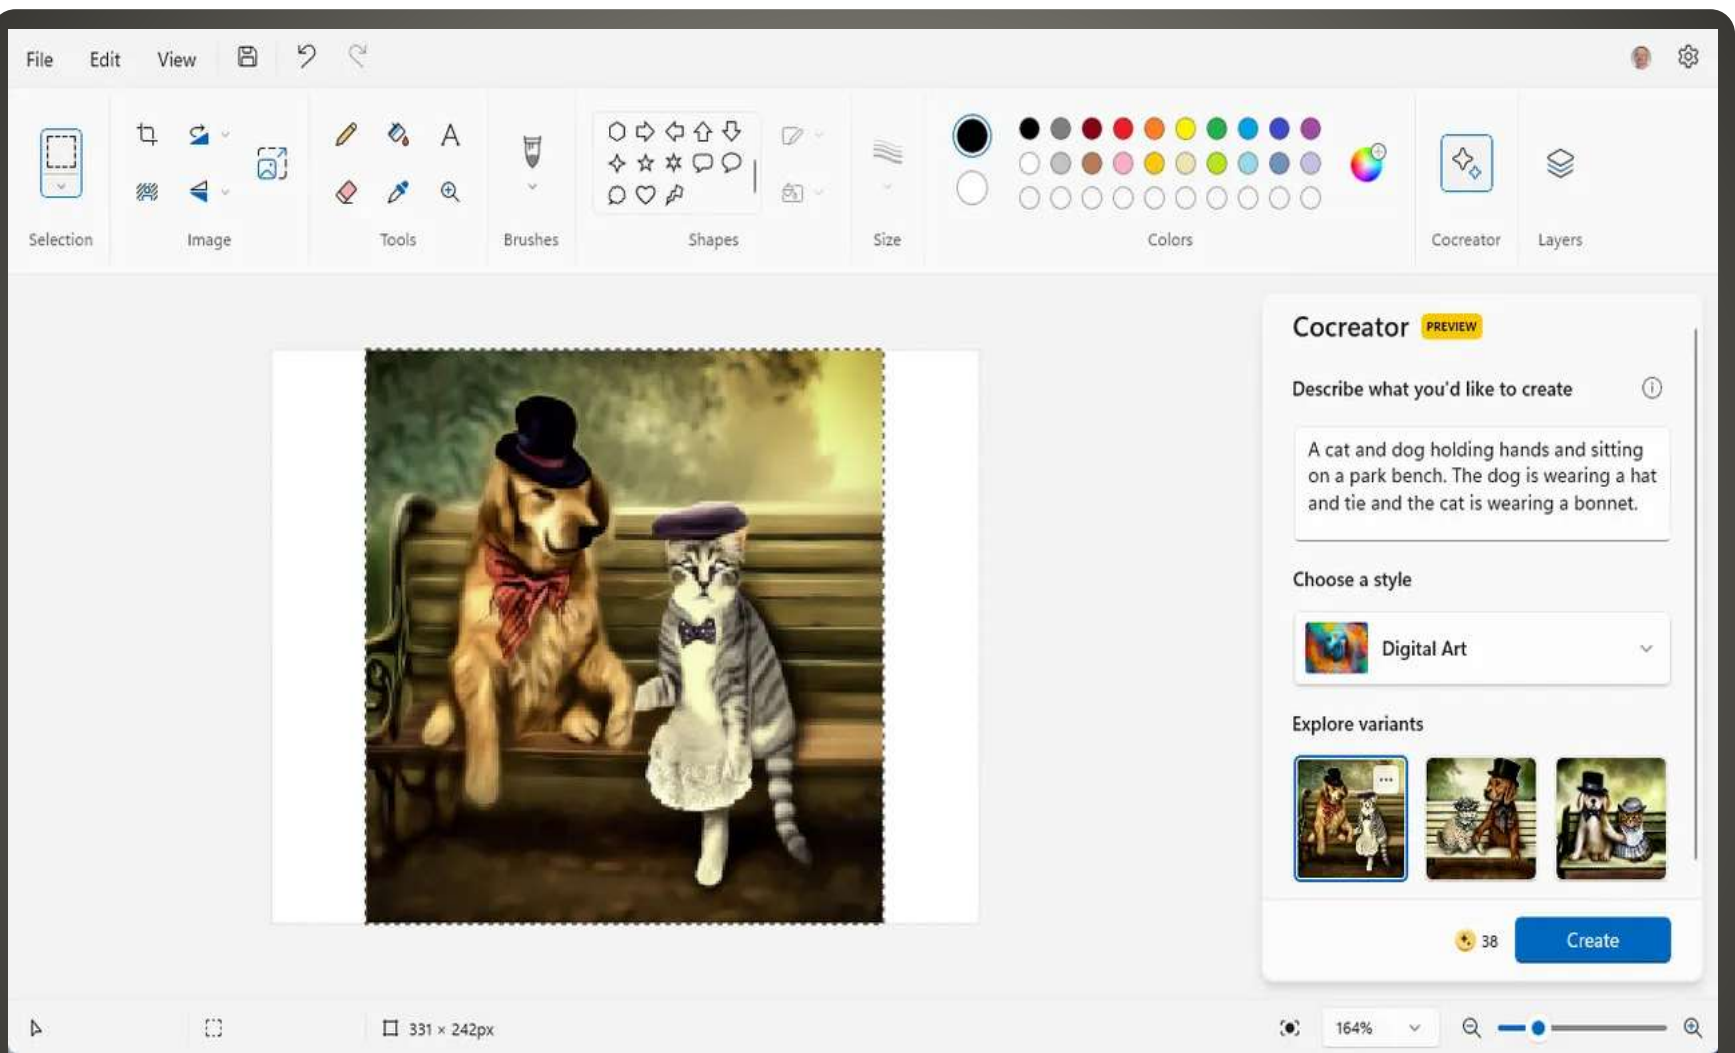 File Edit View
A
Selection Image Tools Brushes Shapes Size Colors Cocreator Layers
Cocreator PREVIEW
Describe what you'd like to create
A cat and dog holding hands and sitting
on a park bench. The dog is wearing a hat
and tie and the cat is wearing a bonnet.
Choose a style
Digital Art
Explore variants
38 Create
331 × 242px 164%